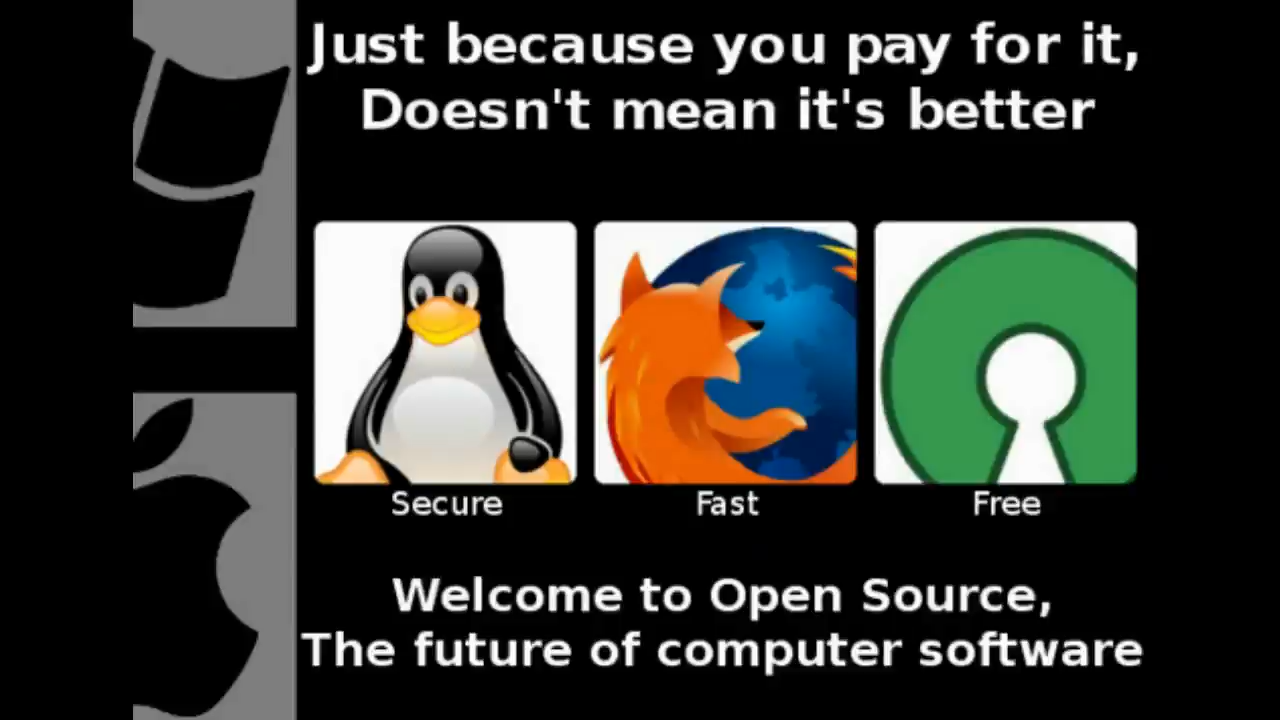 Just because you pay for it,
Doesn't mean it's better
Secure
Fast
Free
Welcome to Open Source,
The future of computer software